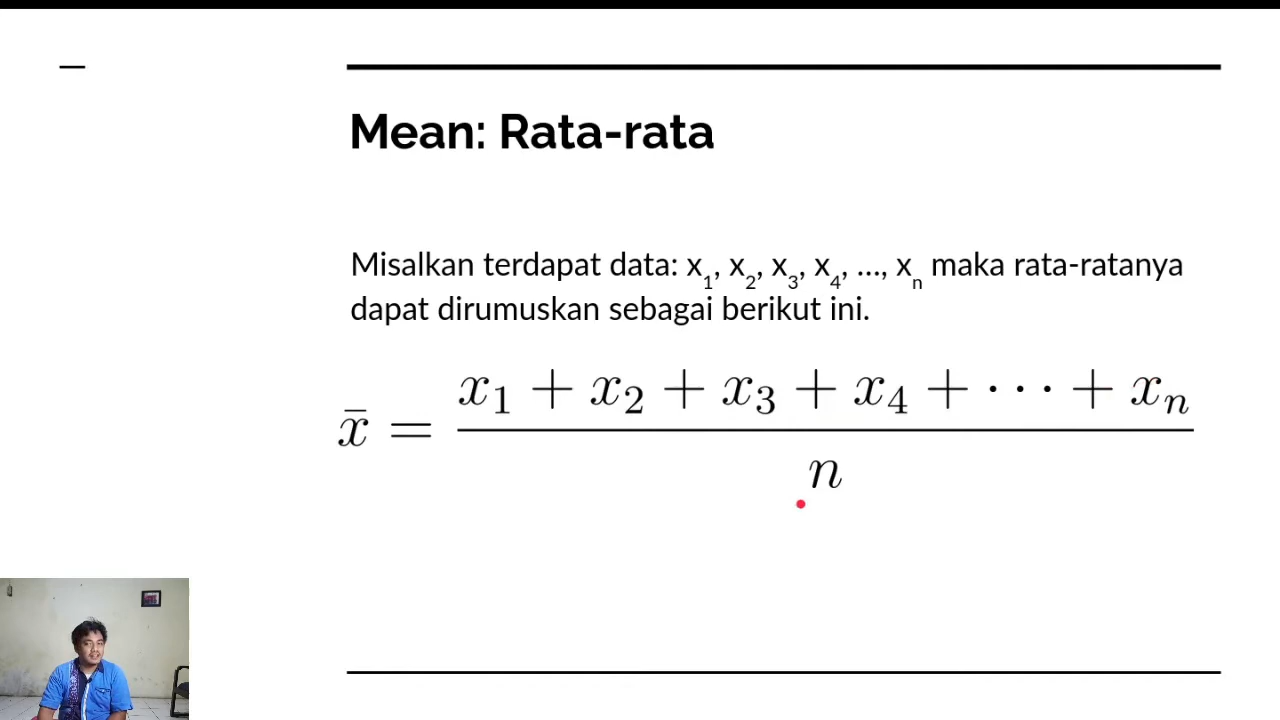 Mean: Rata-rata
Misalkan terdapat data: x₁, x₂, x₃, x₄, ..., xₙ maka rata-ratanya
dapat dirumuskan sebagai berikut ini.
x̄ = (x₁ + x₂ + x₃ + x₄ + ⋯ + xₙ) / n